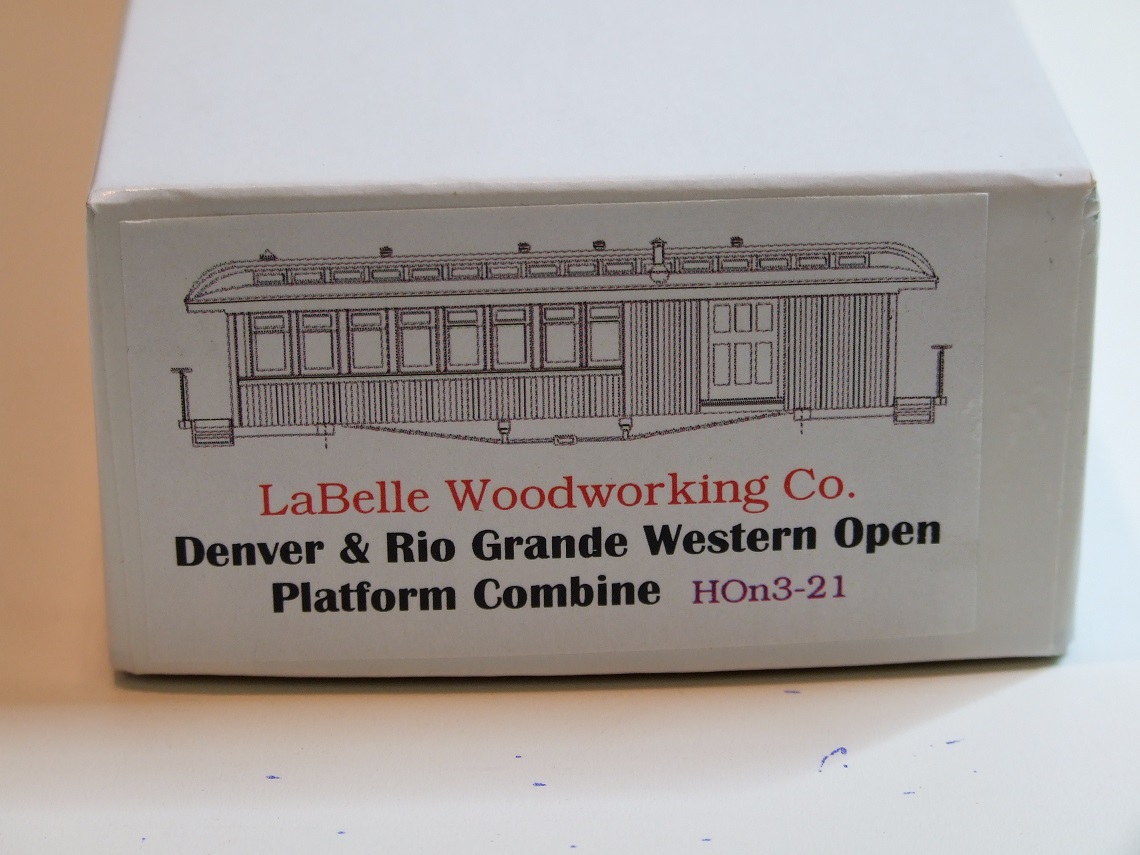 LaBelle Woodworking Co.
Denver & Rio Grande Western Open
Platform Combine HOn3-21